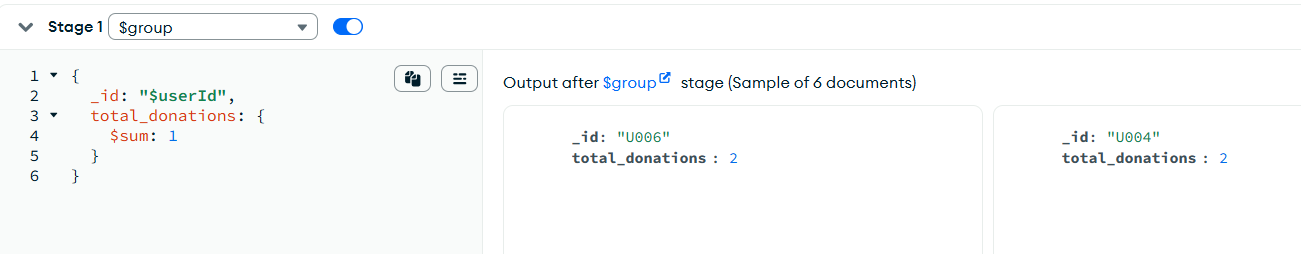 Stage 1 $group
1 {
2 _id: "$userId",
3 total_donations: {
4 $sum: 1
5 }
6 }
Output after $group stage (Sample of 6 documents)
_id: "U006"
total_donations : 2
_id: "U004"
total_donations : 2